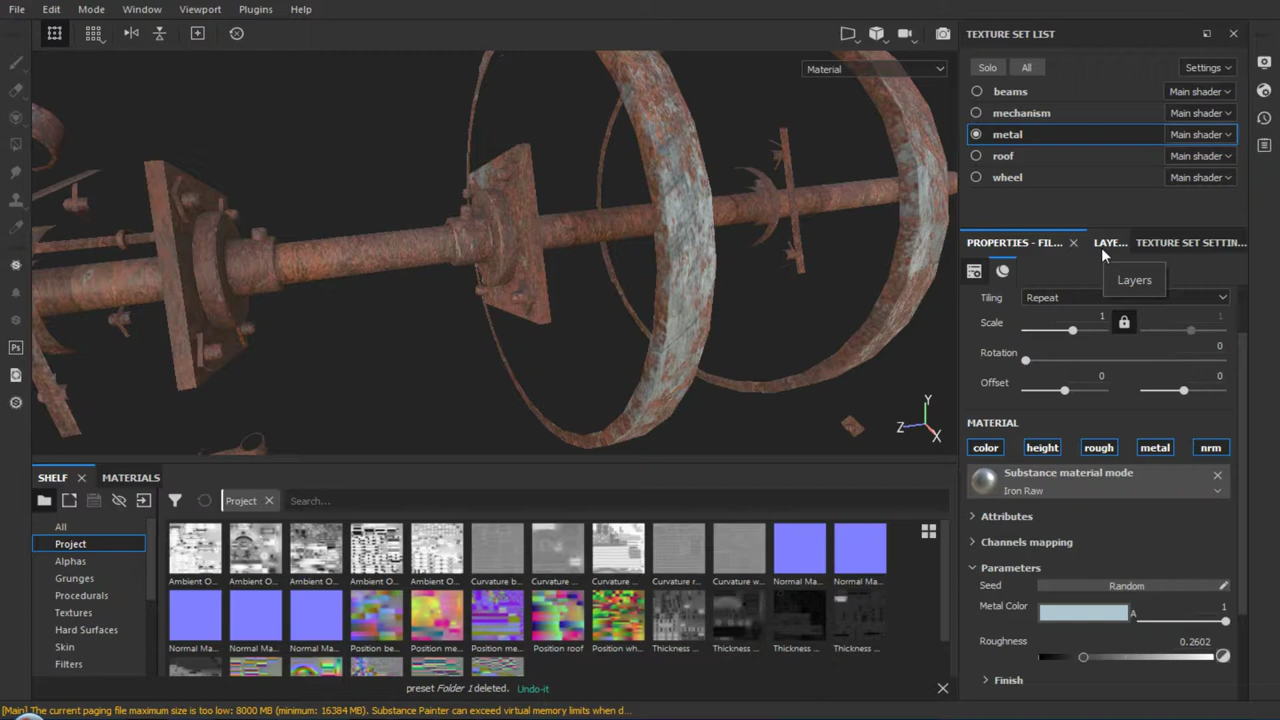 File Edit Mode Window Viewport Plugins Help
TEXTURE SET LIST
Material
Solo All Settings
beams Main shader
mechanism Main shader
metal Main shader
roof Main shader
wheel Main shader
PROPERTIES - FIL... LAYE... TEXTURE SET SETTIN...
Layers
Tiling Repeat
Scale 1 1
Rotation 0
Offset 0 0
Y
Z
X
MATERIAL
color height rough metal nrm
Substance material mode
Iron Raw
Attributes
Channels mapping
Parameters
Seed Random
Metal Color A 1
Roughness 0.2602
Finish
SHELF MATERIALS
Project Search...
All
Project
Alphas
Grunges
Procedurals
Textures
Hard Surfaces
Skin
Filters
Ambient O... Ambient O... Ambient O... Ambient O... Ambient O... Curvature b... Curvature ... Curvature ... Curvature r... Curvature w... Normal Ma... Normal Ma...
Normal Ma... Normal Ma... Normal Ma... Position be... Position me... Position me... Position roof Position wh... Thickness ... Thickness ... Thickness ... Thickness ...
preset Folder 1 deleted. Undo-it
[Main] The current paging file maximum size is too low: 8000 MB (minimum: 16384 MB). Substance Painter can exceed virtual memory limits when d...
Ps